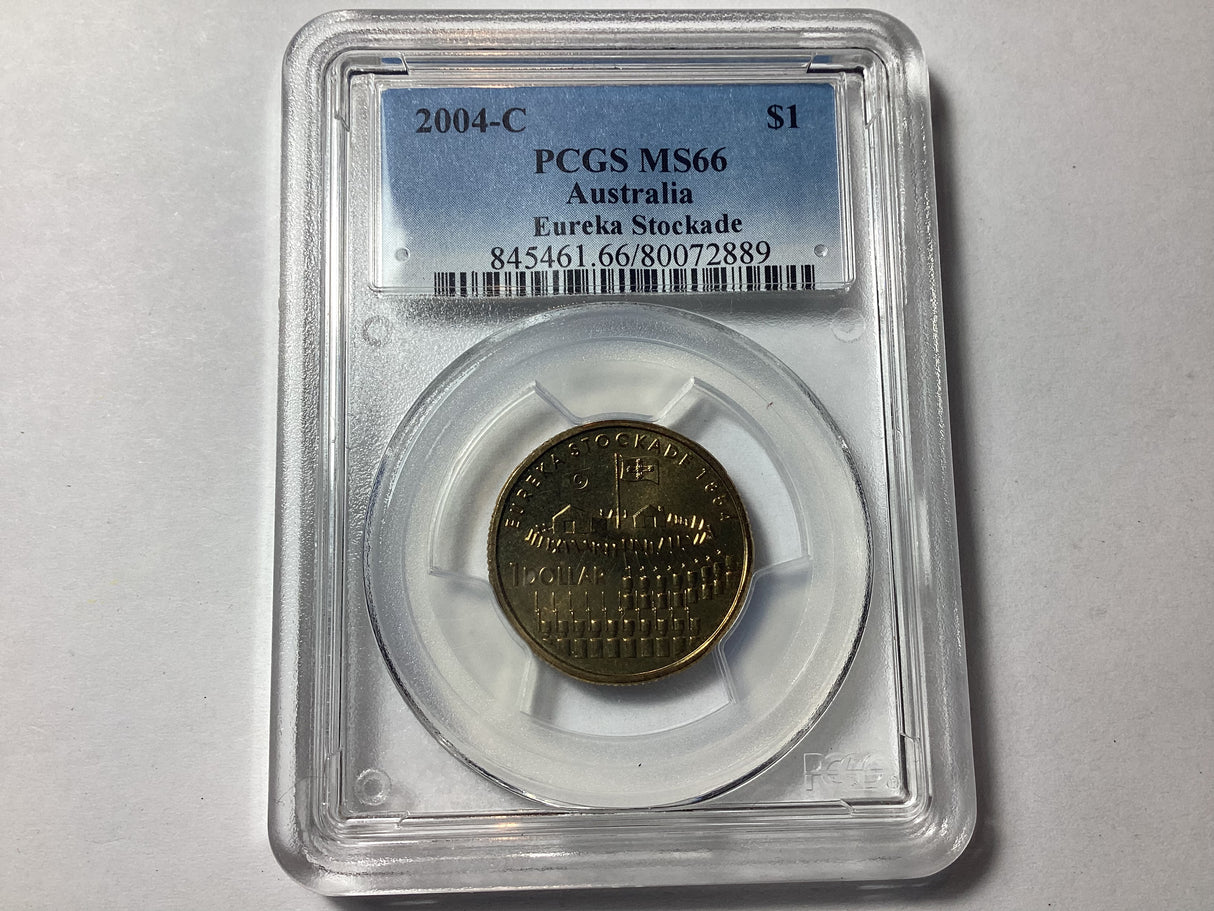 2004-C $1
PCGS MS66
Australia
Eureka Stockade
845461.66/80072889
EUREKA STOCKADE 1854
1 DOLLAR
PCGS